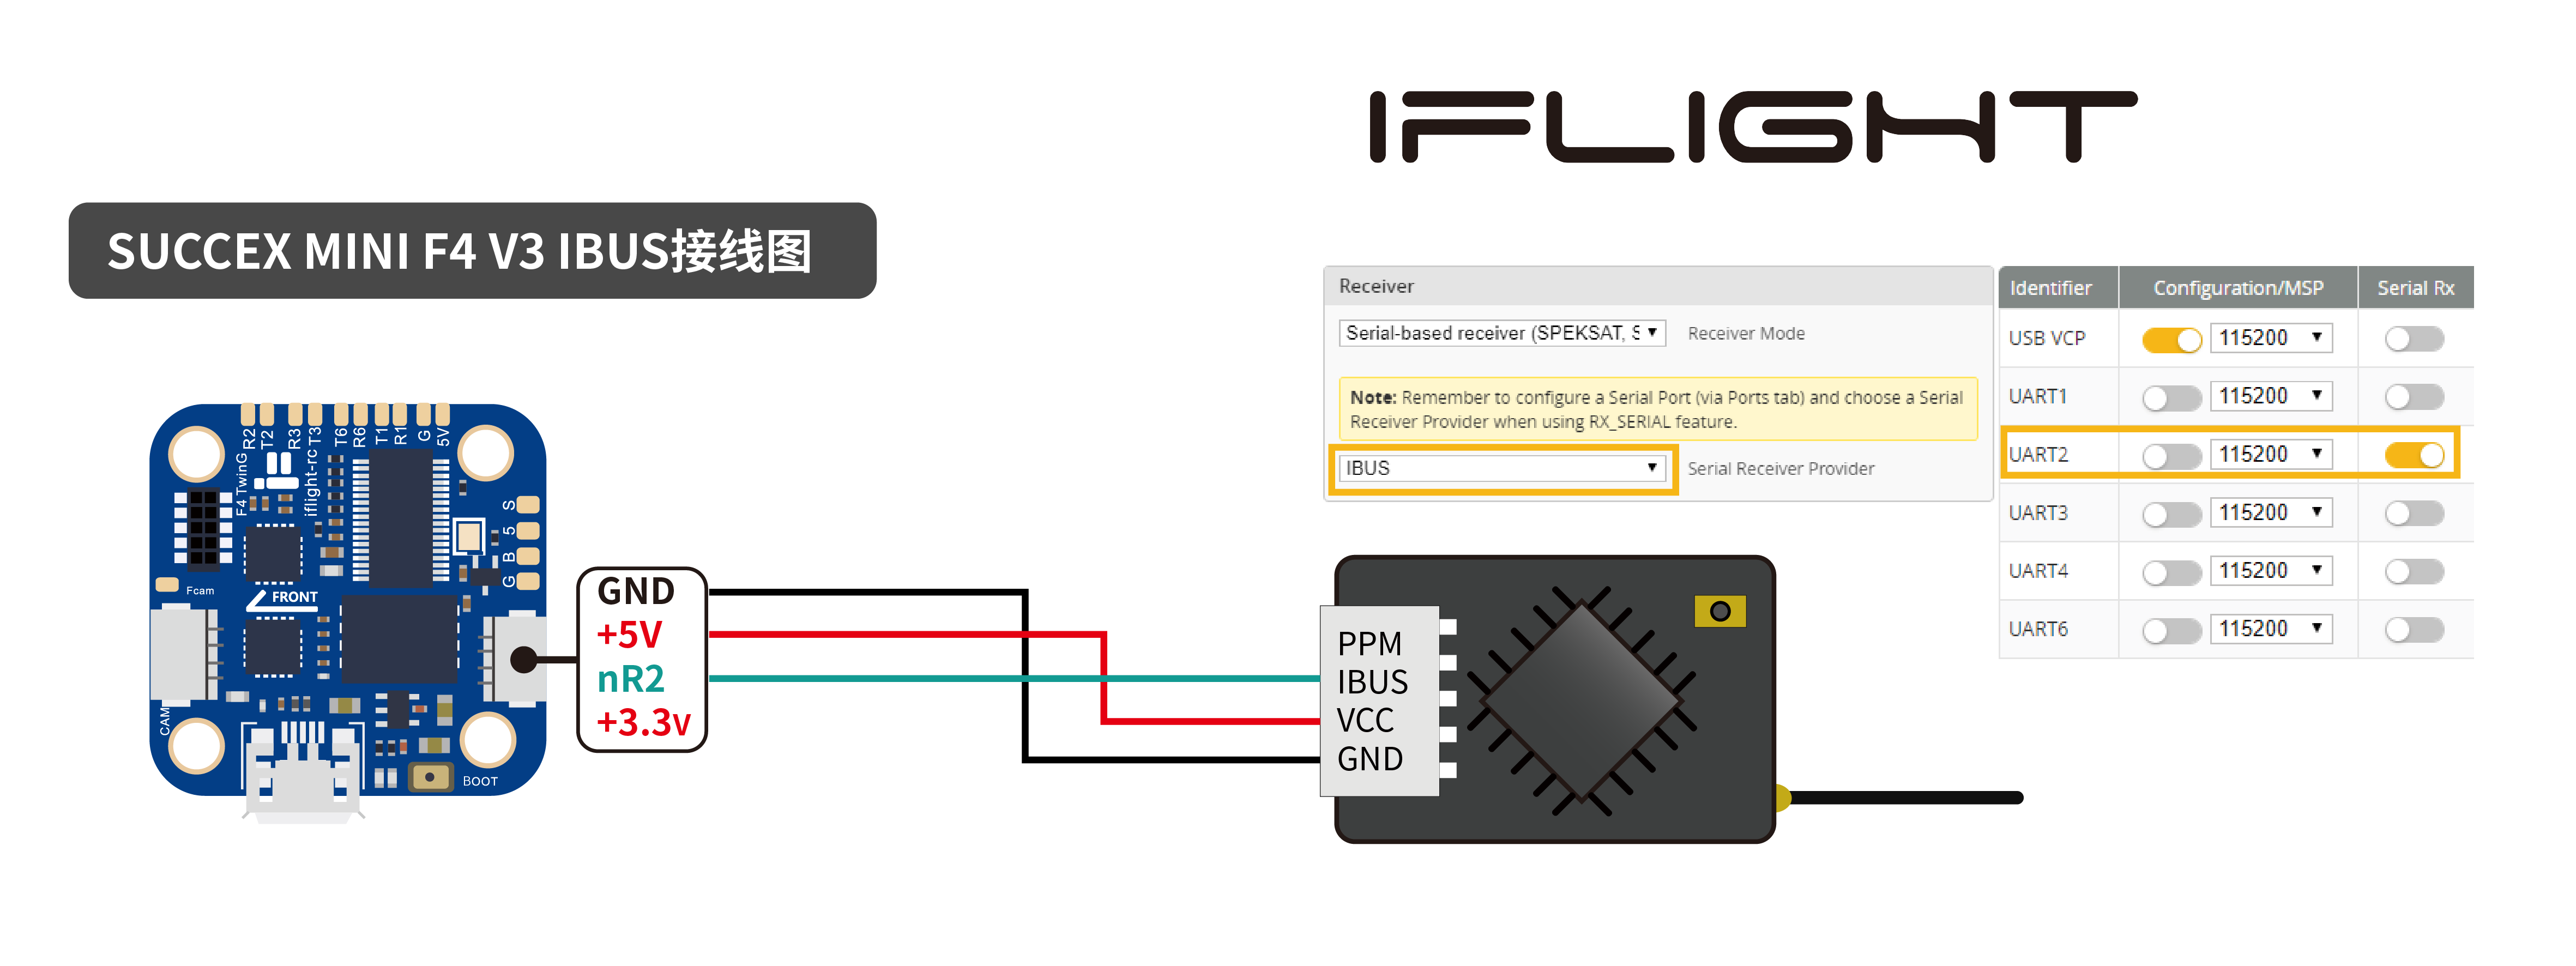 IFLIGHT
SUCCEX MINI F4 V3 IBUS接线图
Receiver
Serial-based receiver (SPEKSAT, S
Receiver Mode
Note: Remember to configure a Serial Port (via Ports tab) and choose a Serial
Receiver Provider when using RX_SERIAL feature.
IBUS
Serial Receiver Provider
Identifier Configuration/MSP Serial Rx
USB VCP 115200
UART1 115200
UART2 115200
UART3 115200
UART4 115200
UART6 115200
R2 T2 R3 T3 T6 R6 T1 R1 G 5V
F4 TwinG
iflight-rc
S
5
B
G
Fcam
FRONT
CAM
BOOT
GND
+5V
nR2
+3.3V
PPM
IBUS
VCC
GND